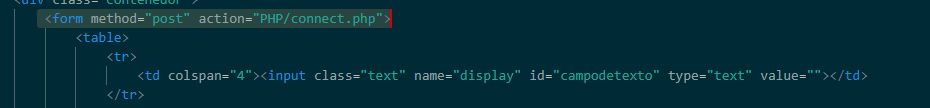 <div class="contenedor">
<form method="post" action="PHP/connect.php">
<table>
<tr>
<td colspan="4"><input class="text" name="display" id="campodetexto" type="text" value=""></td>
</tr>